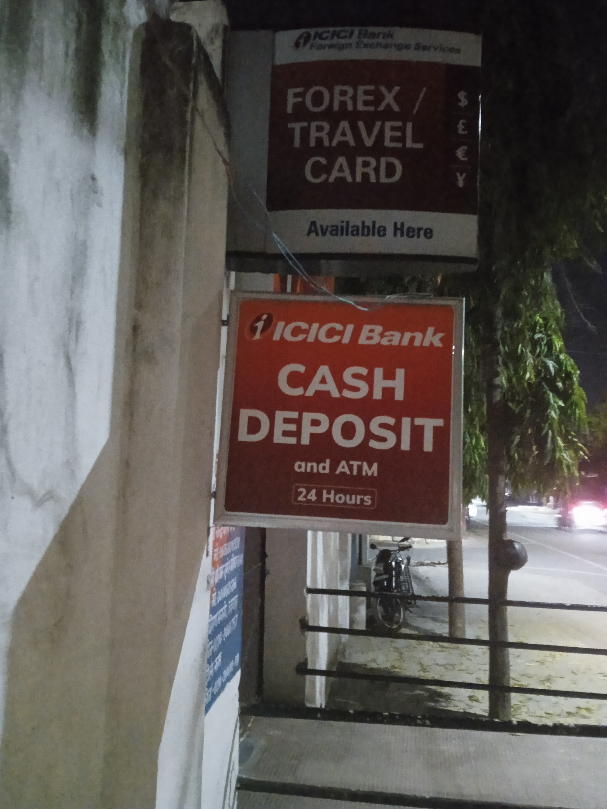 ICICI Bank
Foreign Exchange Services
FOREX /
TRAVEL
CARD
$
£
€
¥
Available Here
ICICI Bank
CASH
DEPOSIT
and ATM
24 Hours